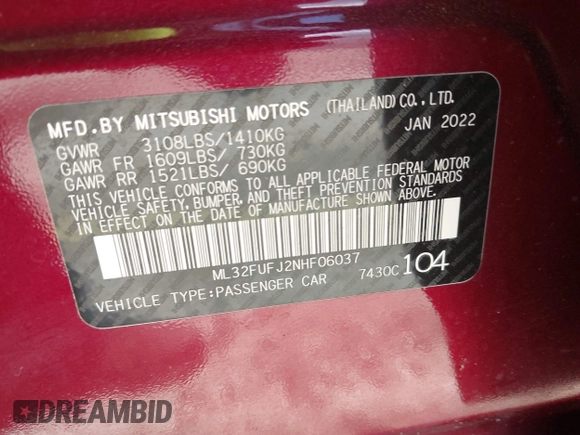 MFD.BY MITSUBISHI MOTORS (THAILAND) CO., LTD.
GVWR 3108LBS/1410KG JAN 2022
GAWR FR 1609LBS/ 730KG
GAWR RR 1521LBS/ 690KG
THIS VEHICLE CONFORMS TO ALL APPLICABLE FEDERAL MOTOR
VEHICLE SAFETY, BUMPER, AND THEFT PREVENTION STANDARDS
IN EFFECT ON THE DATE OF MANUFACTURE SHOWN ABOVE.
ML32FUFJ2NHF06037
VEHICLE TYPE:PASSENGER CAR 7430C 104
DREAMBID